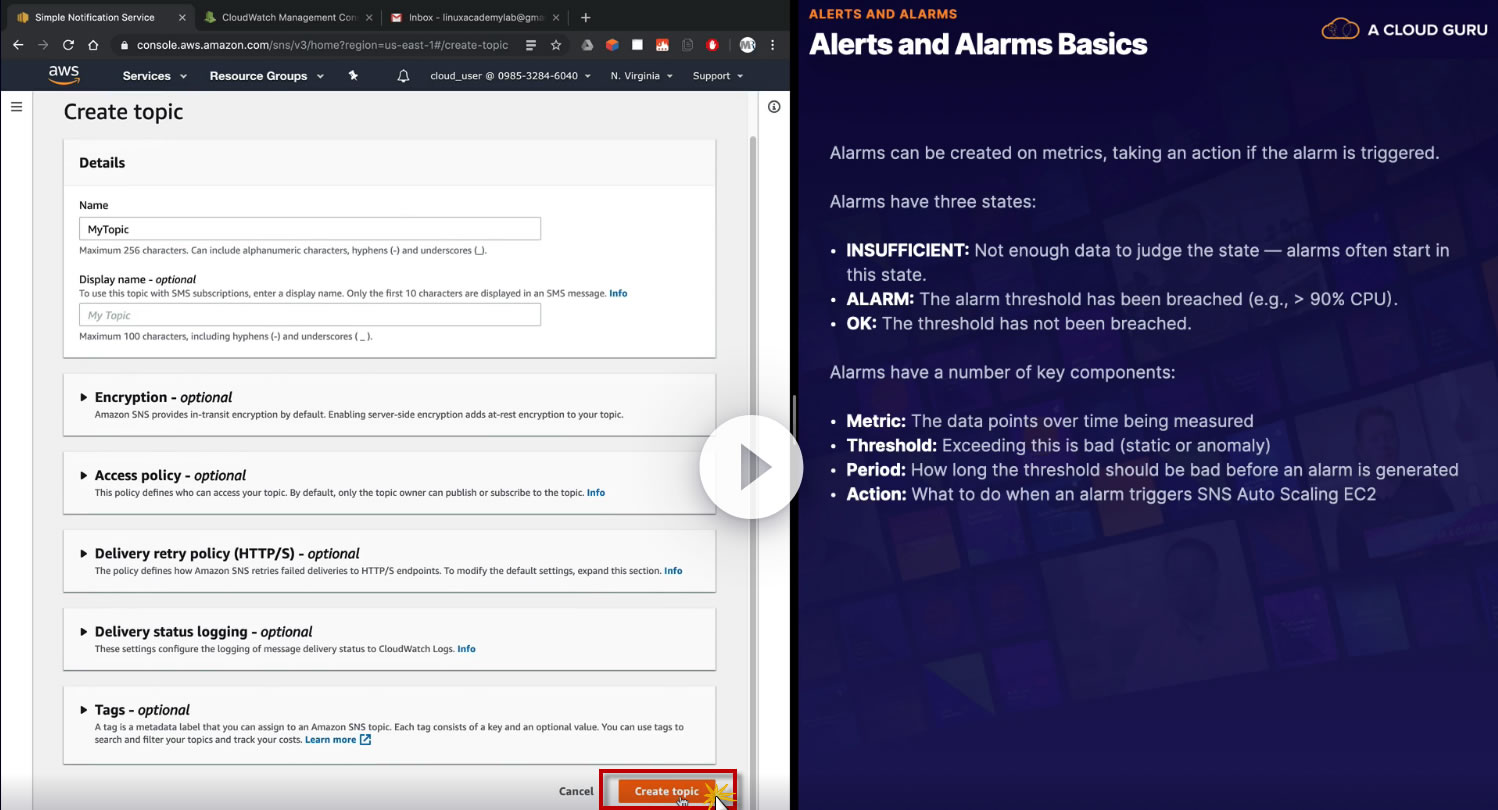 Simple Notification Service
CloudWatch Management Con
Inbox - linuxacademylab@gma
console.aws.amazon.com/sns/v3/home?region=us-east-1#/create-topic
aws
Services
Resource Groups
cloud_user @ 0985-3284-6040
N. Virginia
Support
Create topic
Details
Name
MyTopic
Maximum 256 characters. Can include alphanumeric characters, hyphens (-) and underscores (_).
Display name - optional
To use this topic with SMS subscriptions, enter a display name. Only the first 10 characters are displayed in an SMS message. Info
My Topic
Maximum 100 characters, including hyphens (-) and underscores (_).
Encryption - optional
Amazon SNS provides in-transit encryption by default. Enabling server-side encryption adds at-rest encryption to your topic.
Access policy - optional
This policy defines who can access your topic. By default, only the topic owner can publish or subscribe to the topic. Info
Delivery retry policy (HTTP/S) - optional
The policy defines how Amazon SNS retries failed deliveries to HTTP/S endpoints. To modify the default settings, expand this section. Info
Delivery status logging - optional
These settings configure the logging of message delivery status to CloudWatch Logs. Info
Tags - optional
A tag is a metadata label that you can assign to an Amazon SNS topic. Each tag consists of a key and an optional value. You can use tags to
search and filter your topics and track your costs. Learn more
Cancel
Create topic
ALERTS AND ALARMS
Alerts and Alarms Basics
A CLOUD GURU
Alarms can be created on metrics, taking an action if the alarm is triggered.
Alarms have three states:
• INSUFFICIENT: Not enough data to judge the state — alarms often start in
this state.
• ALARM: The alarm threshold has been breached (e.g., > 90% CPU).
• OK: The threshold has not been breached.
Alarms have a number of key components:
• Metric: The data points over time being measured
• Threshold: Exceeding this is bad (static or anomaly)
• Period: How long the threshold should be bad before an alarm is generated
• Action: What to do when an alarm triggers SNS Auto Scaling EC2